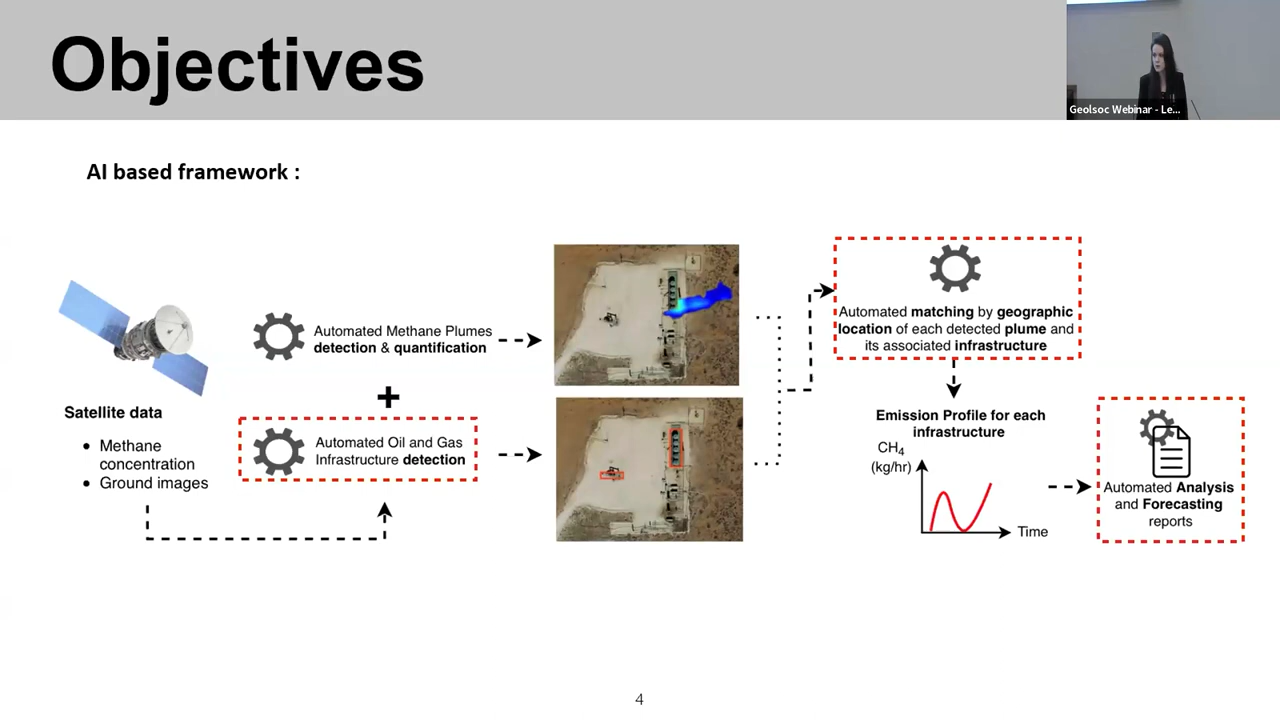 Objectives
Geolsoc Webinar - Le...
AI based framework :
Satellite data
• Methane
concentration
• Ground images
Automated Methane Plumes
detection & quantification
+
Automated Oil and Gas
Infrastructure detection
Automated matching by geographic
location of each detected plume and
its associated infrastructure
Emission Profile for each
infrastructure
CH4
(kg/hr)
Time
Automated Analysis
and Forecasting
reports
4